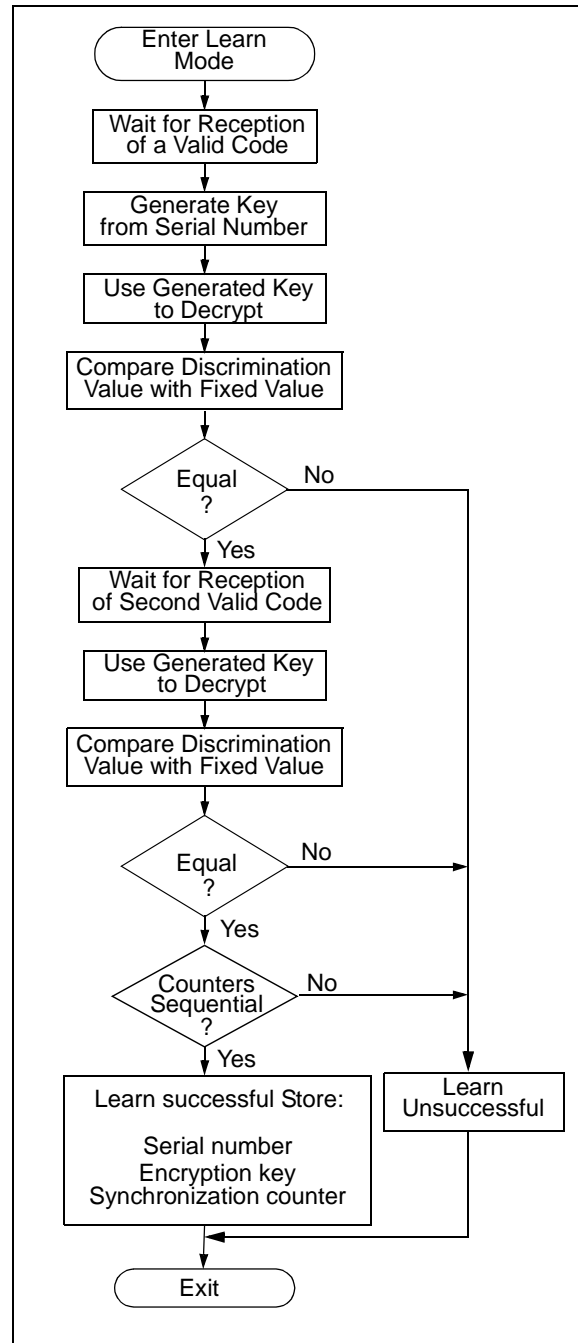 Enter Learn
Mode
Wait for Reception
of a Valid Code
Generate Key
from Serial Number
Use Generated Key
to Decrypt
Compare Discrimination
Value with Fixed Value
Equal
?
No
Yes
Wait for Reception
of Second Valid Code
Use Generated Key
to Decrypt
Compare Discrimination
Value with Fixed Value
Equal
?
No
Yes
Counters
Sequential
?
No
Yes
Learn successful Store:
Serial number
Encryption key
Synchronization counter
Learn
Unsuccessful
Exit